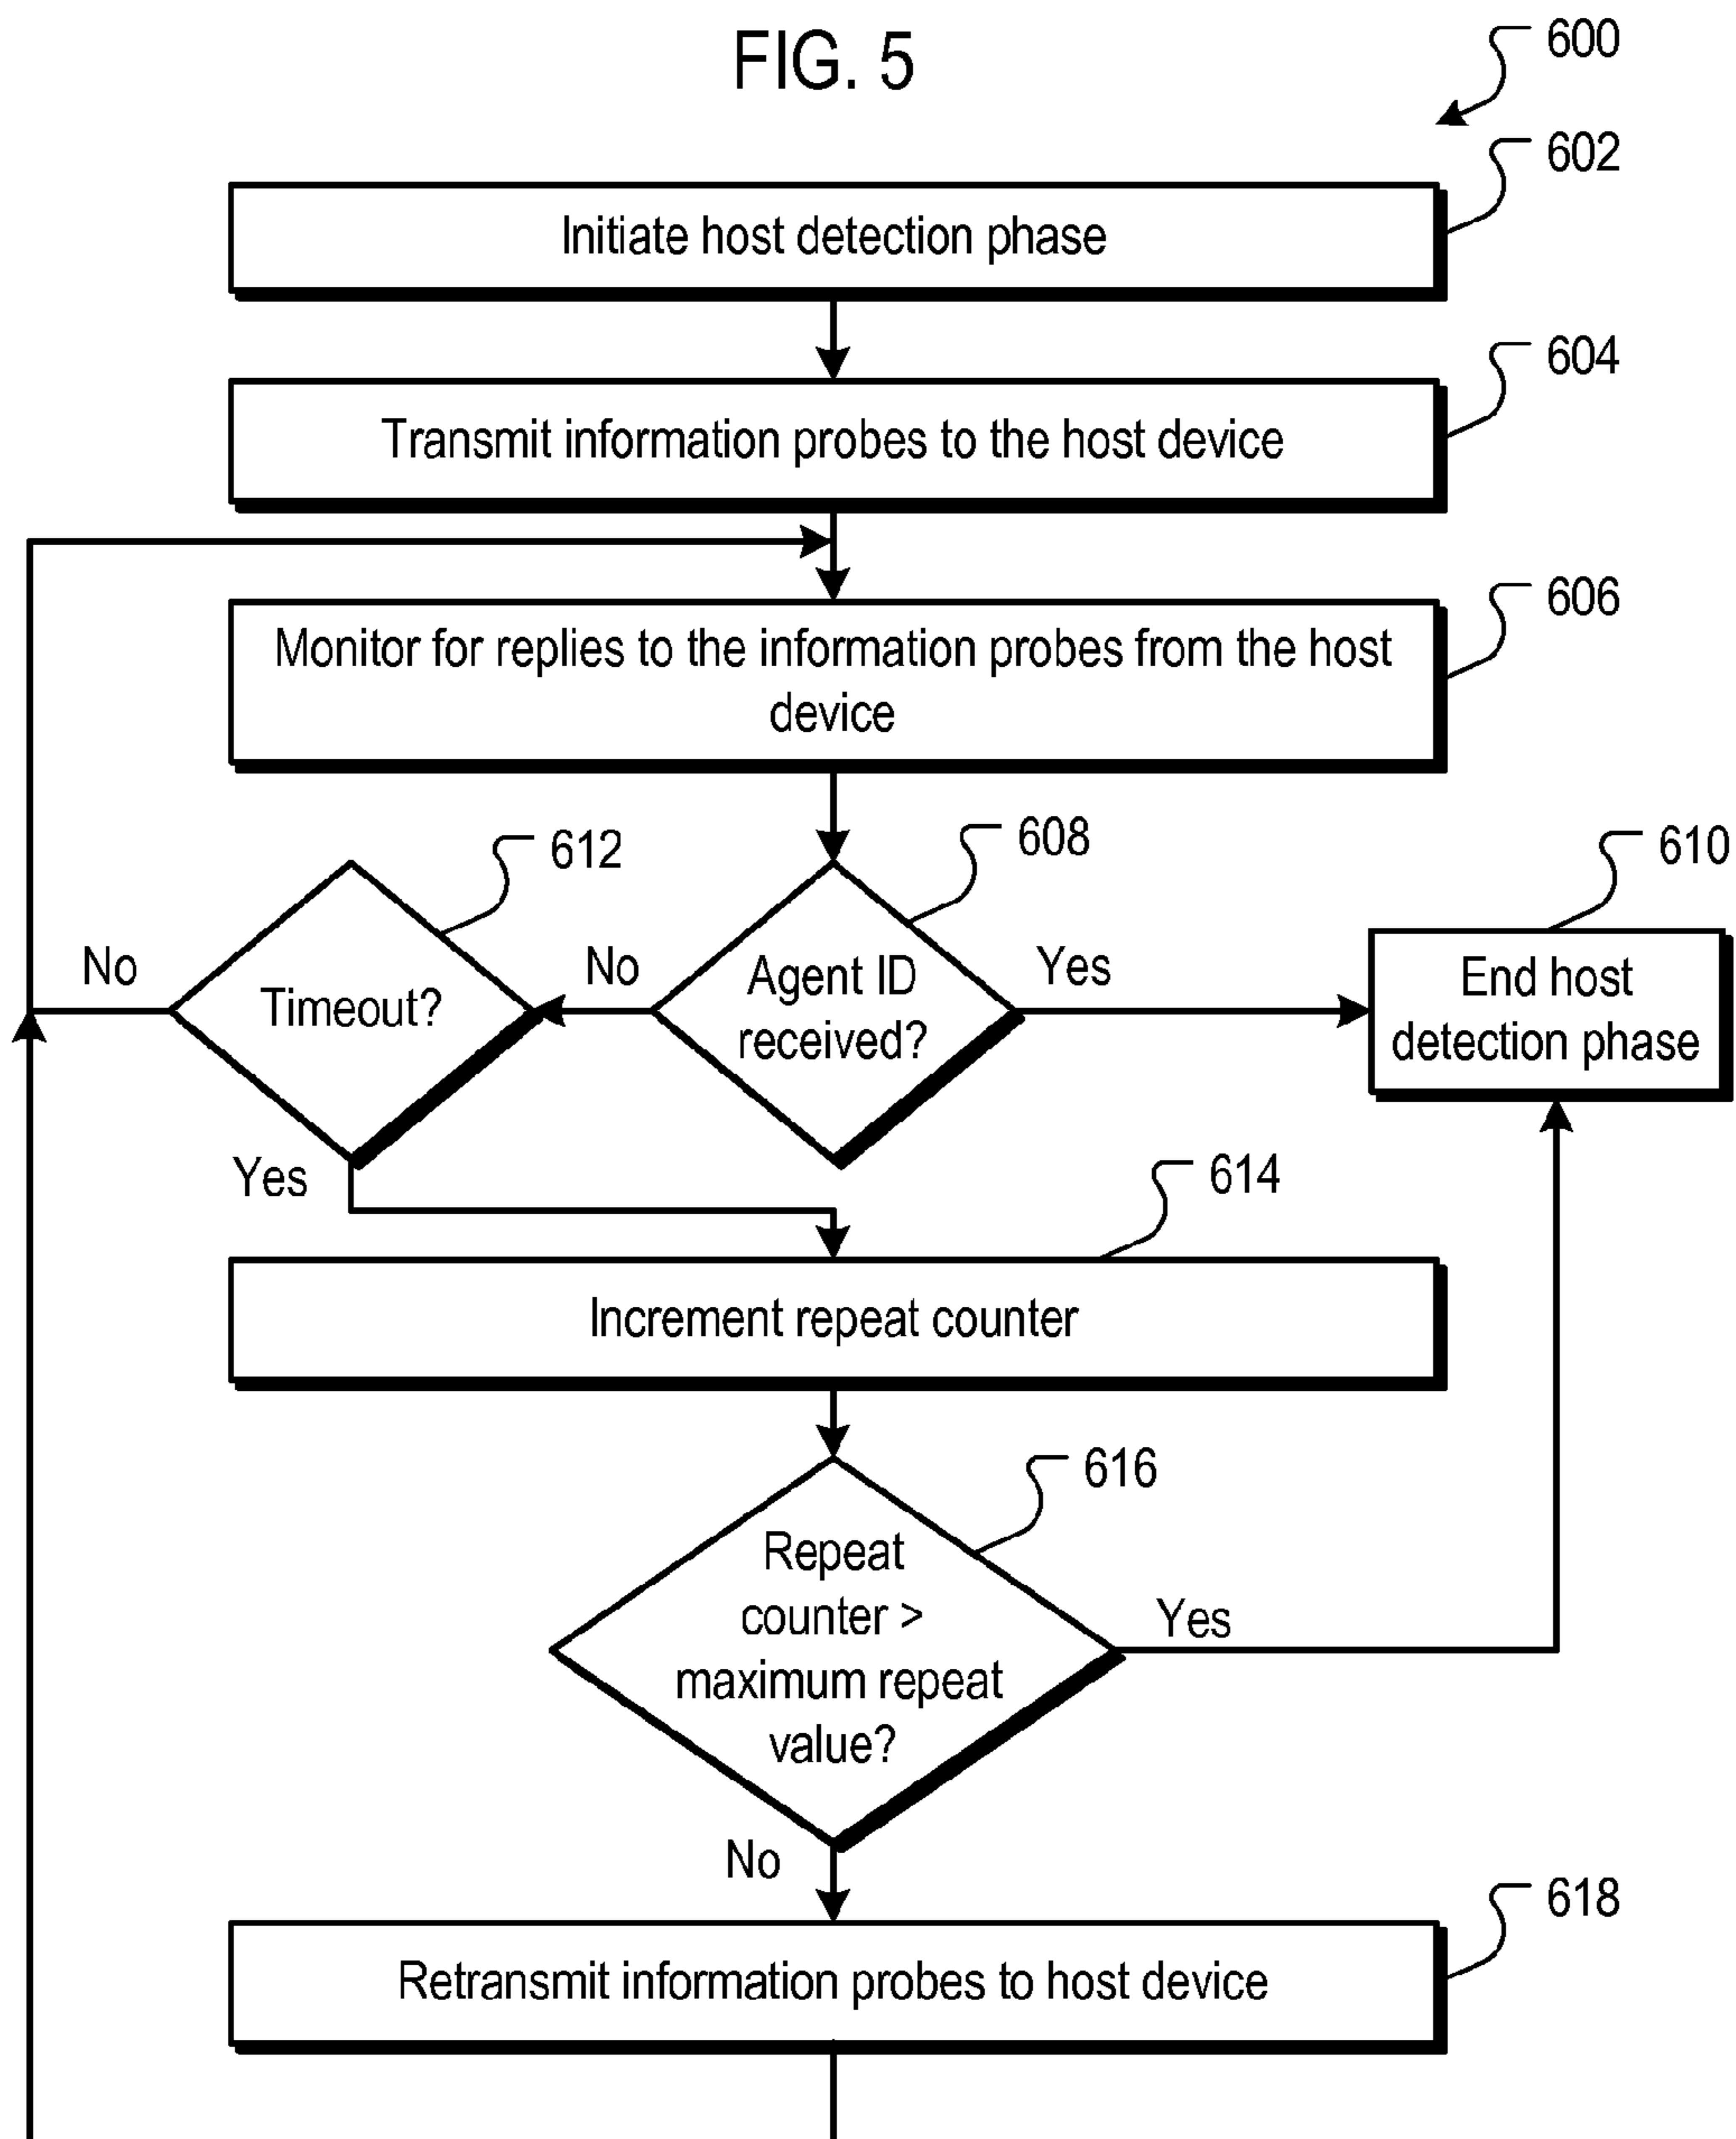 FIG. 5
600
602
Initiate host detection phase
604
Transmit information probes to the host device
606
Monitor for replies to the information probes from the host
device
612
608
610
No
Timeout?
No
Agent ID
received?
Yes
End host
detection phase
Yes
614
Increment repeat counter
616
Repeat
counter >
maximum repeat
value?
Yes
No
618
Retransmit information probes to host device